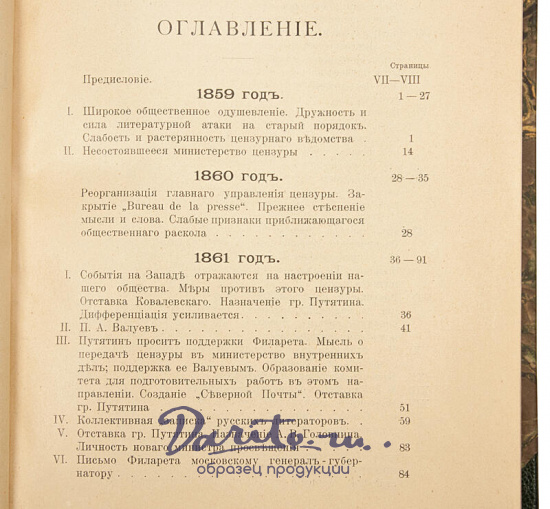 ОГЛАВЛЕНІЕ.
Страницы
Предисловіе. VII—VIII
1859 годъ. 1—27
I. Широкое общественное одушевленіе. Дружность и
сила литературной атаки на старый порядокъ.
Слабость и растерянность цензурнаго вѣдомства . 1
II. Несостоявшееся министерство цензуры . . . . . 14
1860 годъ. 28—35
Реорганизація главнаго управленія цензуры. За-
крытіе „Bureau de la presse“. Прежнее стѣсненіе
мысли и слова. Слабые признаки приближающагося
общественнаго раскола . . . . . . . . . . . 28
1861 годъ. 36—91
I. Событія на Западѣ отражаются на настроеніи на-
шего общества. Мѣры противъ этого цензуры.
Отставка Ковалевскаго. Назначеніе гр. Путятина.
Дифференціація усиливается. . . . . . . . . . 36
II. П. А. Валуевъ . . . . . . . . . . . . . . . 41
III. Путятинъ проситъ поддержки Филарета. Мысль о
передачѣ цензуры въ министерство внутреннихъ
дѣлъ; поддержка ее Валуевымъ. Образованіе коми-
тета для подготовительныхъ работъ въ этомъ на-
правленіи. Созданіе „Сѣверной Почты“. Отставка
гр. Путятина 51
IV. Коллективная „записка“ русскихъ литераторовъ. 59
V. Отставка гр. Путятина. Назначеніе А. В. Головнина.
Личность новаго министра просвѣщенія . 83
VI. Письмо Филарета московскому генералъ-губер-
натору . . . . . . . . . . . . . . . . 84
образец продукции